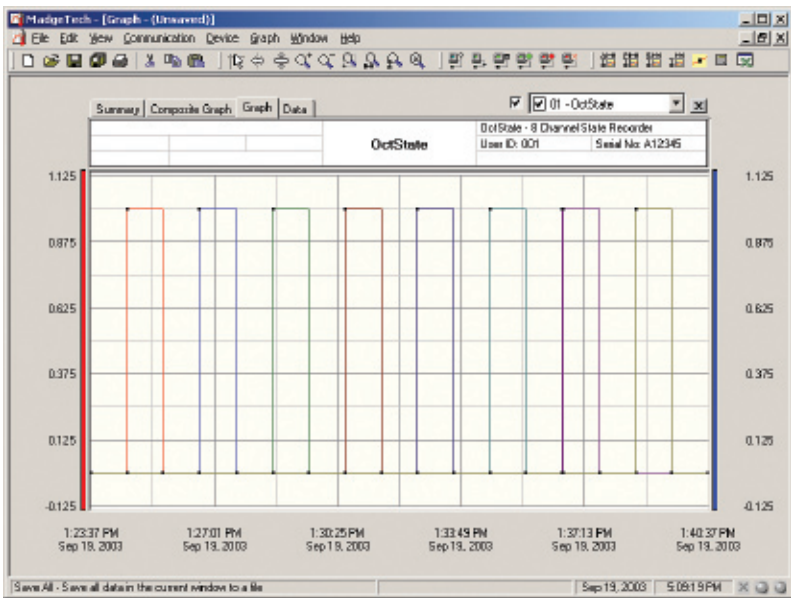 MadgeTech - [Graph - (Unsaved)]
File Edit View Communication Device Graph Window Help
Summary Composite Graph Graph Data
01 - OctState
OctState
OctState - 8 Channel State Recorder
User ID: 001 Serial No: A12345
1.125 1.125
0.875 0.875
0.625 0.625
0.375 0.375
0.125 0.125
-0.125 -0.125
1:23:37 PM 1:27:01 PM 1:30:25 PM 1:33:49 PM 1:37:13 PM 1:40:37 PM
Sep 19, 2003 Sep 19, 2003 Sep 19, 2003 Sep 19, 2003 Sep 19, 2003 Sep 19, 2003
Save All - Save all data in the current window to a file Sep 19, 2003 5:09:19 PM